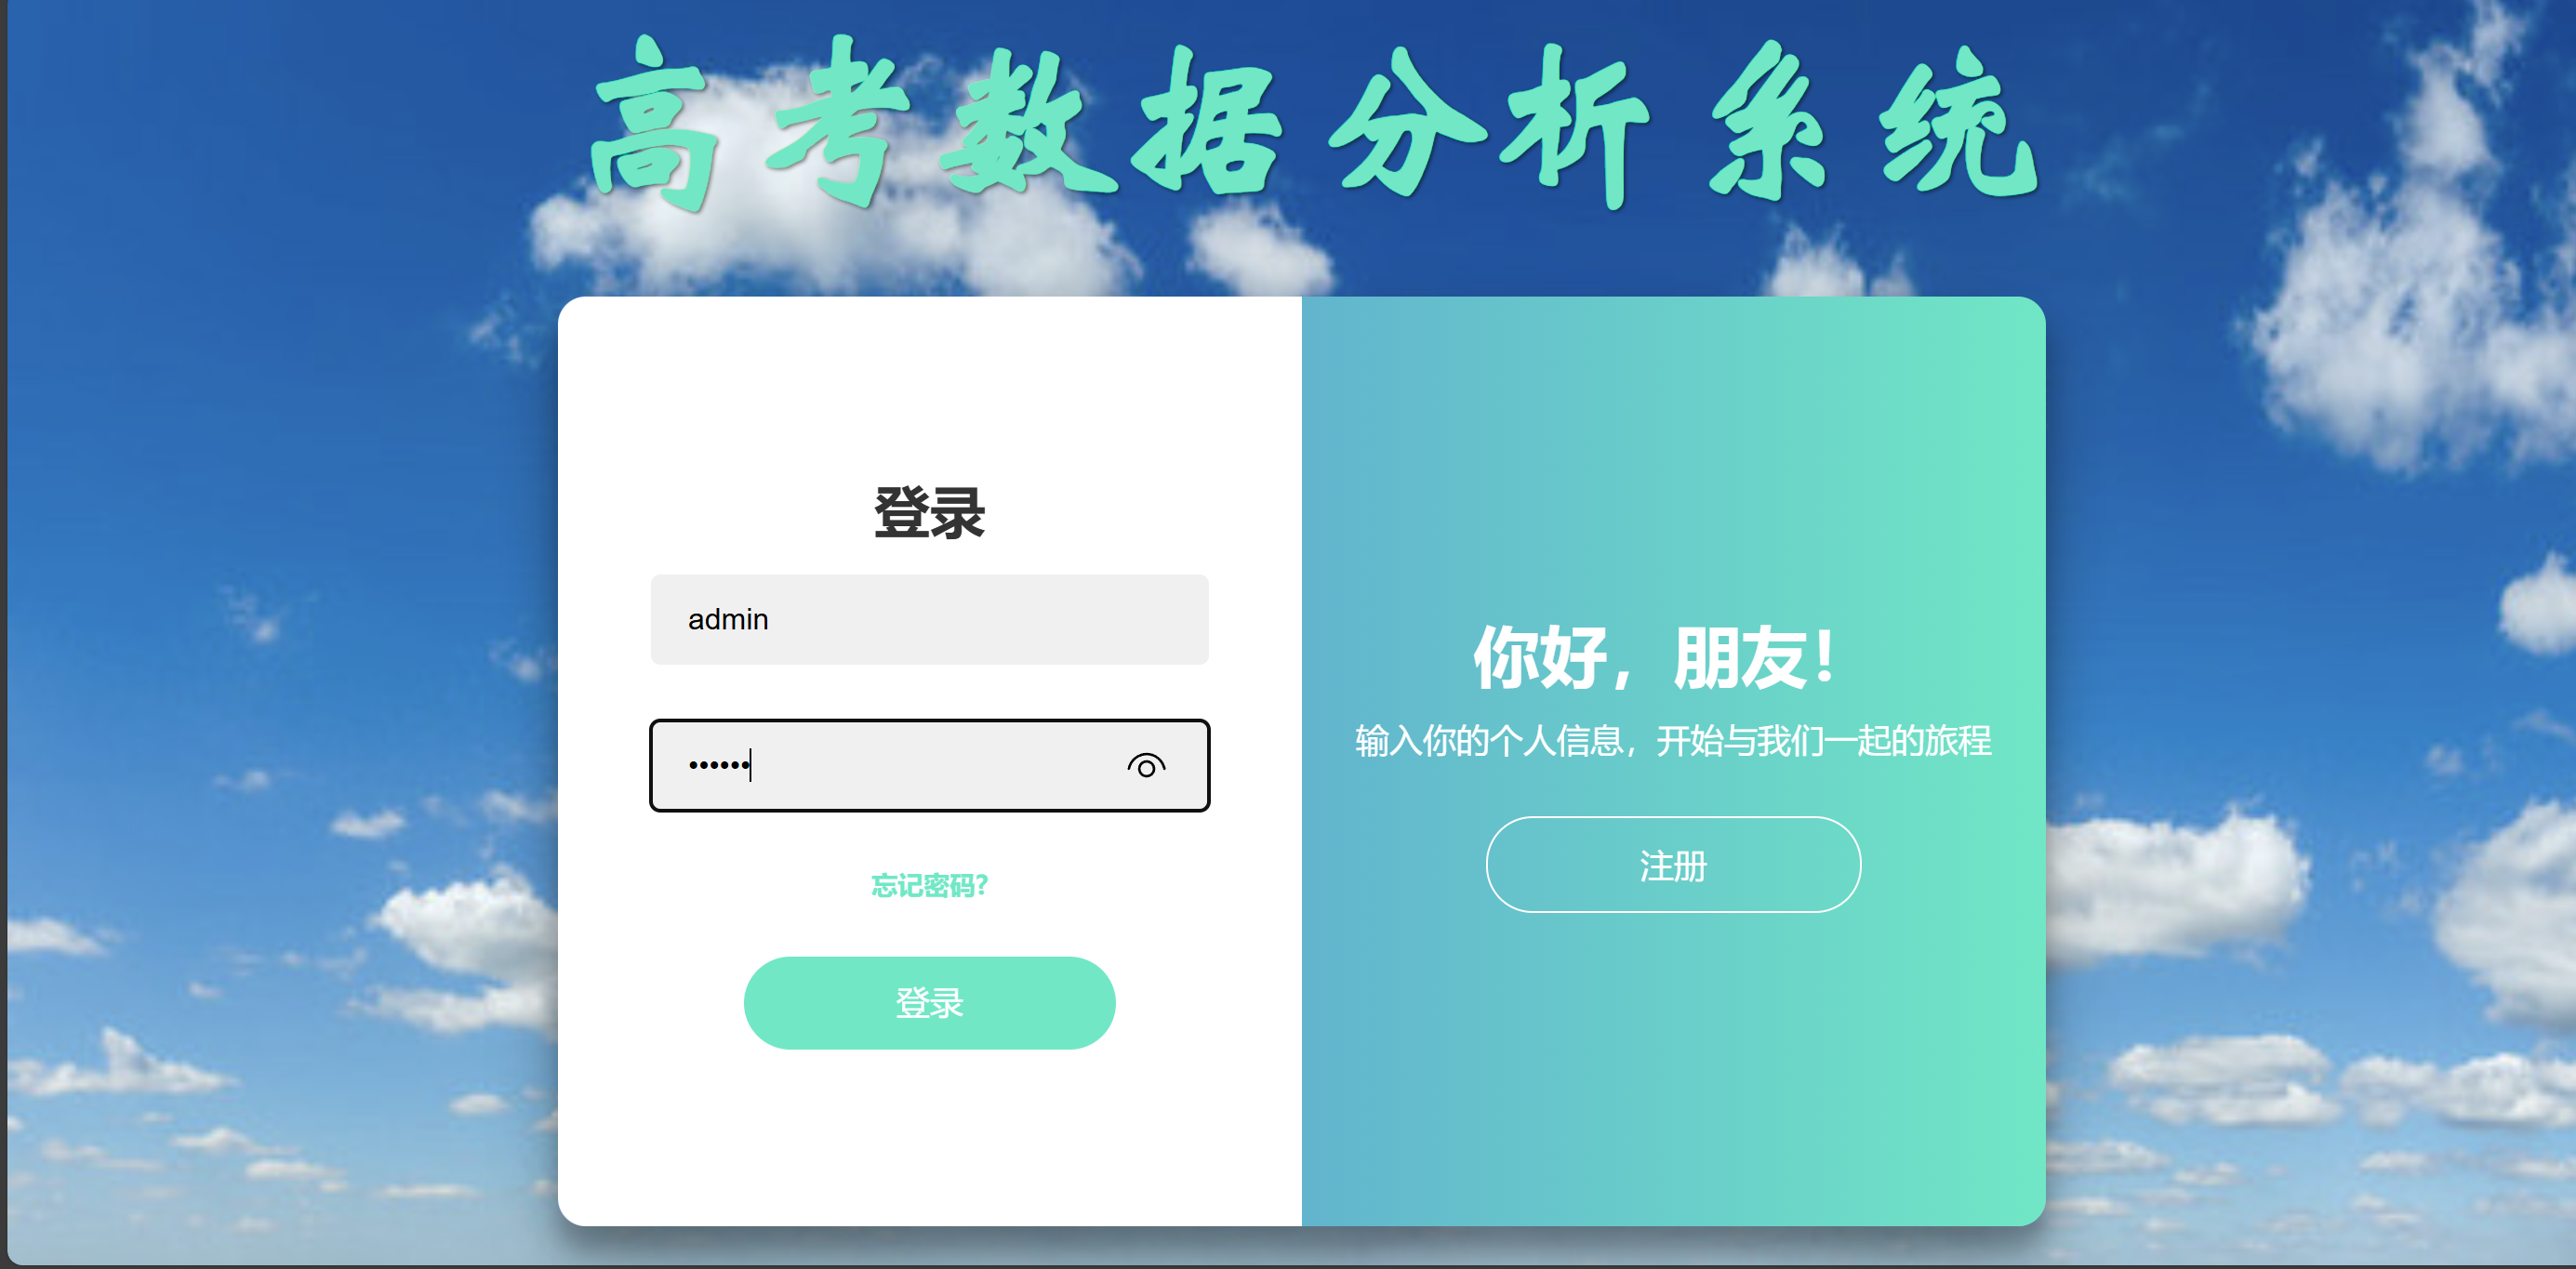 高考数据分析系统
登录
admin
••••••
忘记密码?
登录
你好，朋友！
输入你的个人信息，开始与我们一起的旅程
注册